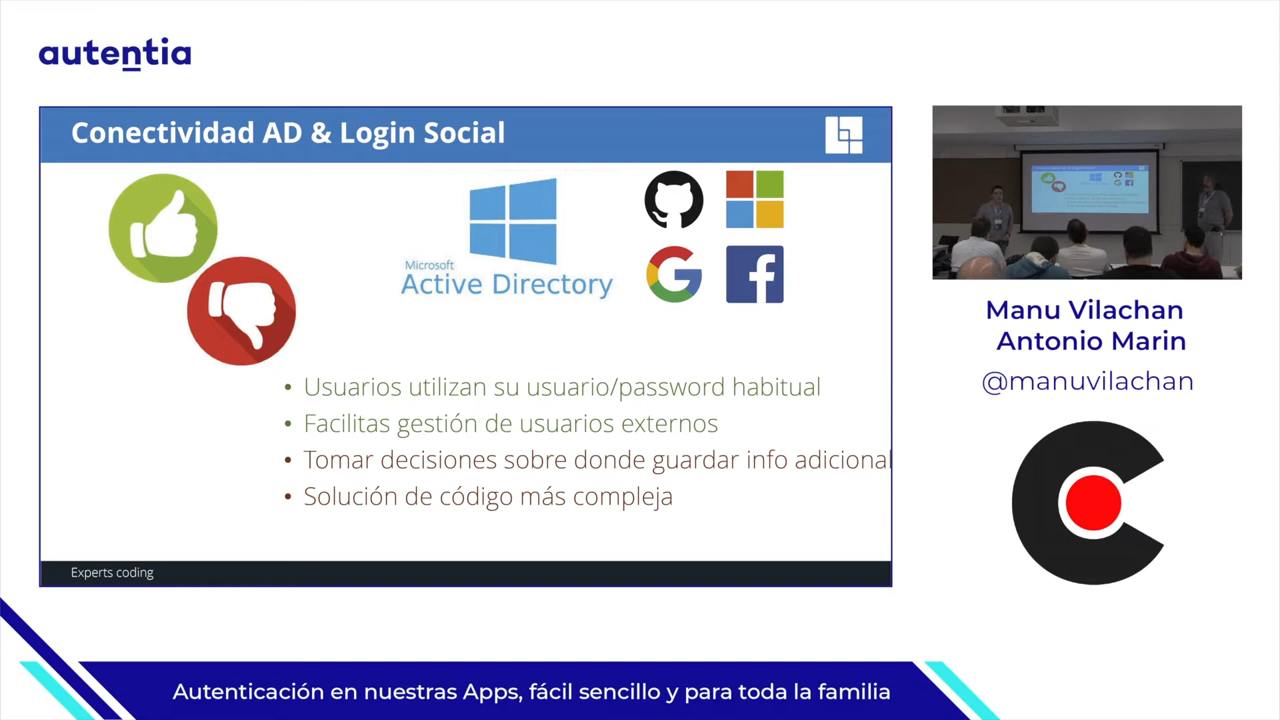 autentia
Conectividad AD & Login Social
Microsoft
Active Directory
• Usuarios utilizan su usuario/password habitual
• Facilitas gestión de usuarios externos
• Tomar decisiones sobre donde guardar info adicional
• Solución de código más compleja
Experts coding
Manu Vilachan
Antonio Marin
@manuvilachan
Autenticación en nuestras Apps, fácil sencillo y para toda la familia